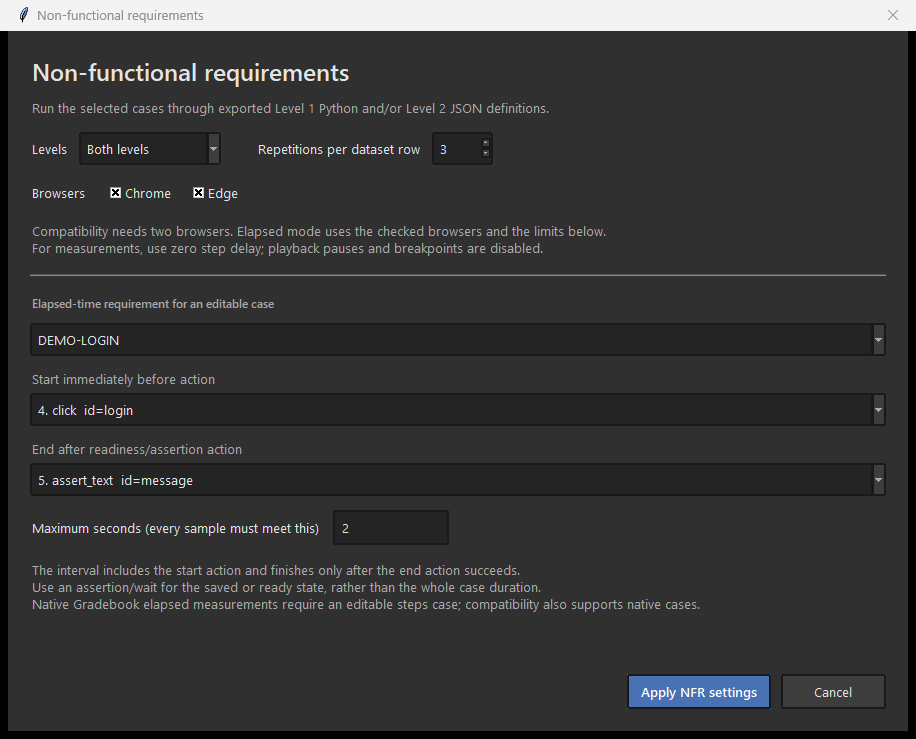 Non-functional requirements
Non-functional requirements
Run the selected cases through exported Level 1 Python and/or Level 2 JSON definitions.
Levels Both levels Repetitions per dataset row 3
Browsers Chrome Edge
Compatibility needs two browsers. Elapsed mode uses the checked browsers and the limits below.
For measurements, use zero step delay; playback pauses and breakpoints are disabled.
Elapsed-time requirement for an editable case
DEMO-LOGIN
Start immediately before action
4. click id=login
End after readiness/assertion action
5. assert_text id=message
Maximum seconds (every sample must meet this) 2
The interval includes the start action and finishes only after the end action succeeds.
Use an assertion/wait for the saved or ready state, rather than the whole case duration.
Native Gradebook elapsed measurements require an editable steps case; compatibility also supports native cases.
Apply NFR settings Cancel